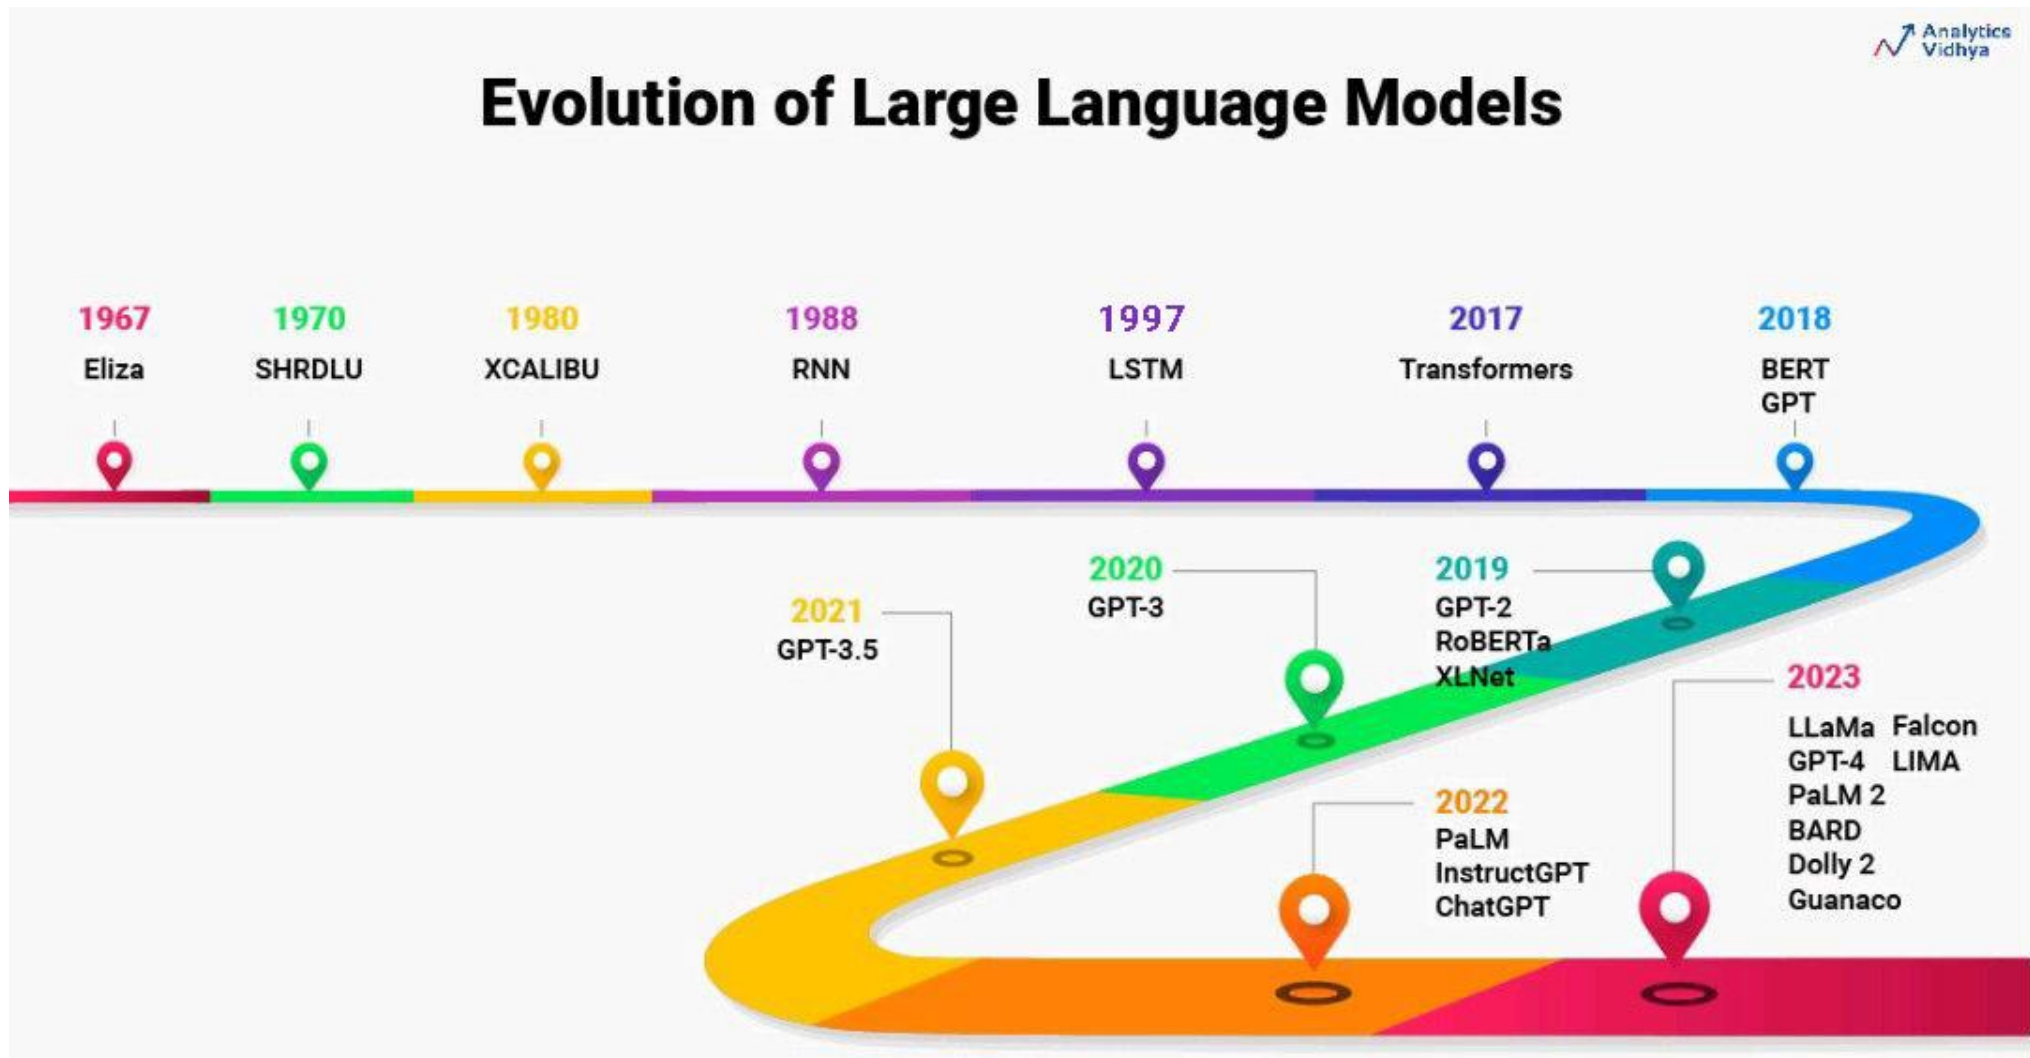 Analytics
Vidhya
Evolution of Large Language Models
1967
Eliza
1970
SHRDLU
1980
XCALIBU
1988
RNN
1997
LSTM
2017
Transformers
2018
BERT
GPT
2019
GPT-2
RoBERTa
XLNet
2020
GPT-3
2021
GPT-3.5
2022
PaLM
InstructGPT
ChatGPT
2023
LLaMa Falcon
GPT-4 LIMA
PaLM 2
BARD
Dolly 2
Guanaco